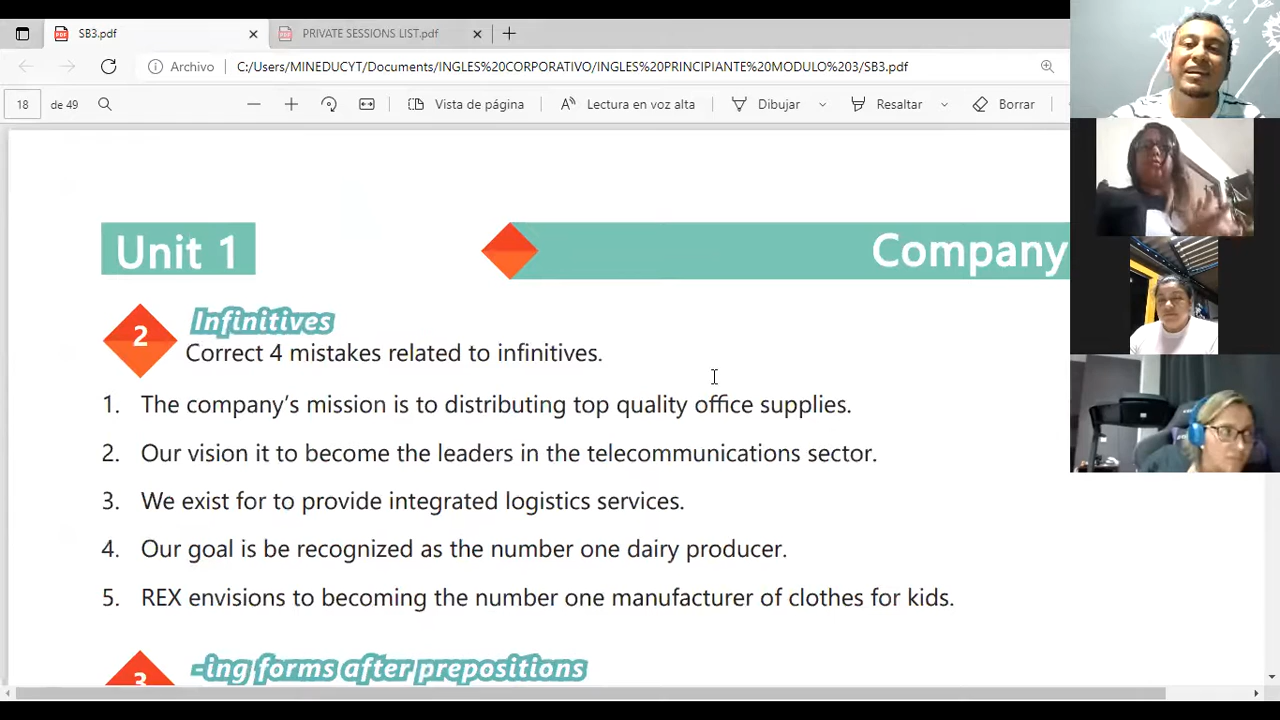 SB3.pdf
PRIVATE SESSIONS LIST.pdf
Archivo
C:/Users/MINEDUCYT/Documents/INGLES%20CORPORATIVO/INGLES%20PRINCIPIANTE%20MODULO%203/SB3.pdf
18 de 49
Vista de página
Lectura en voz alta
Dibujar
Resaltar
Borrar
Unit 1
Company
2
Infinitives
Correct 4 mistakes related to infinitives.
1. The company's mission is to distributing top quality office supplies.
2. Our vision it to become the leaders in the telecommunications sector.
3. We exist for to provide integrated logistics services.
4. Our goal is be recognized as the number one dairy producer.
5. REX envisions to becoming the number one manufacturer of clothes for kids.
3
-ing forms after prepositions